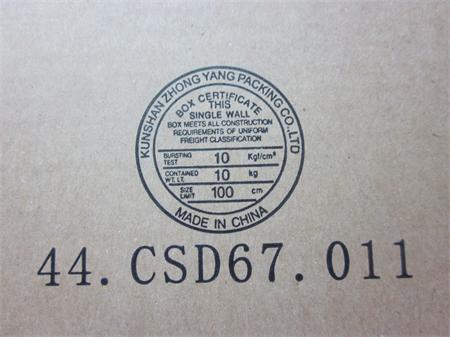 KUNSHAN ZHONG YANG PACKING CO.,LTD
BOX CERTIFICATE
THIS
SINGLE WALL
BOX MEETS ALL CONSTRUCTION
REQUIREMENTS OF UNIFORM
FREIGHT CLASSIFICATION
BURSTING TEST 10 Kgf/cm²
CONTAINED WT. LT. 10 kg
SIZE LIMIT 100 cm
MADE IN CHINA
44.CSD67.011